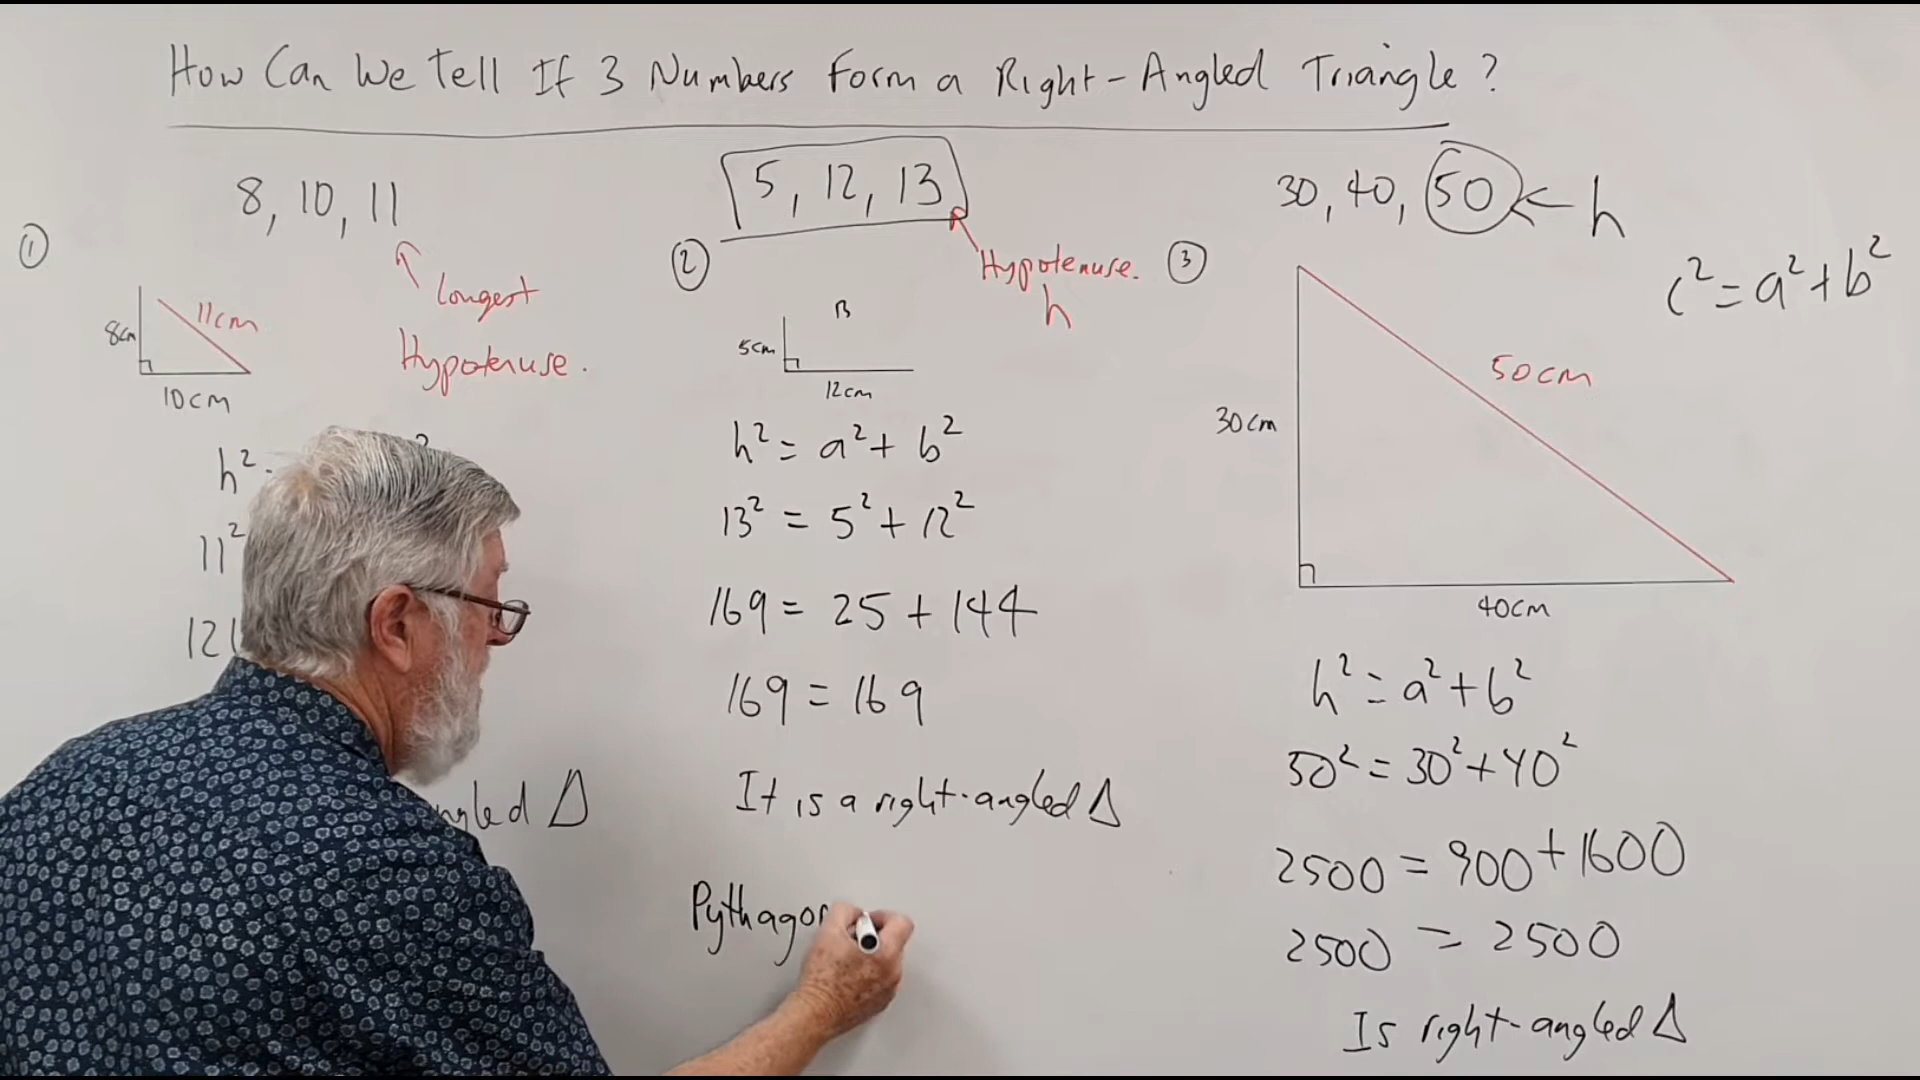 How Can We Tell If 3 Numbers Form a Right-Angled Triangle?
①
8, 10, 11
Longest
Hypotenuse.
8cm
11cm
10cm
h²
11²
121
ngled Δ
②
5, 12, 13
Hypotenuse.
h
13
5cm
12cm
h² = a² + b²
13² = 5² + 12²
169 = 25 + 144
169 = 169
It is a right-angled Δ
Pythagor
③
30, 40, 50 ← h
c² = a² + b²
50cm
30cm
40cm
h² = a² + b²
50² = 30² + 40²
2500 = 900 + 1600
2500 = 2500
Is right-angled Δ